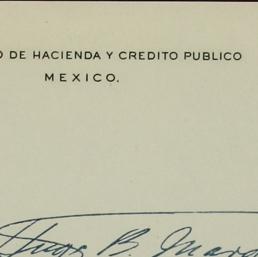 O DE HACIENDA Y CREDITO PUBLICO
MEXICO.
B.